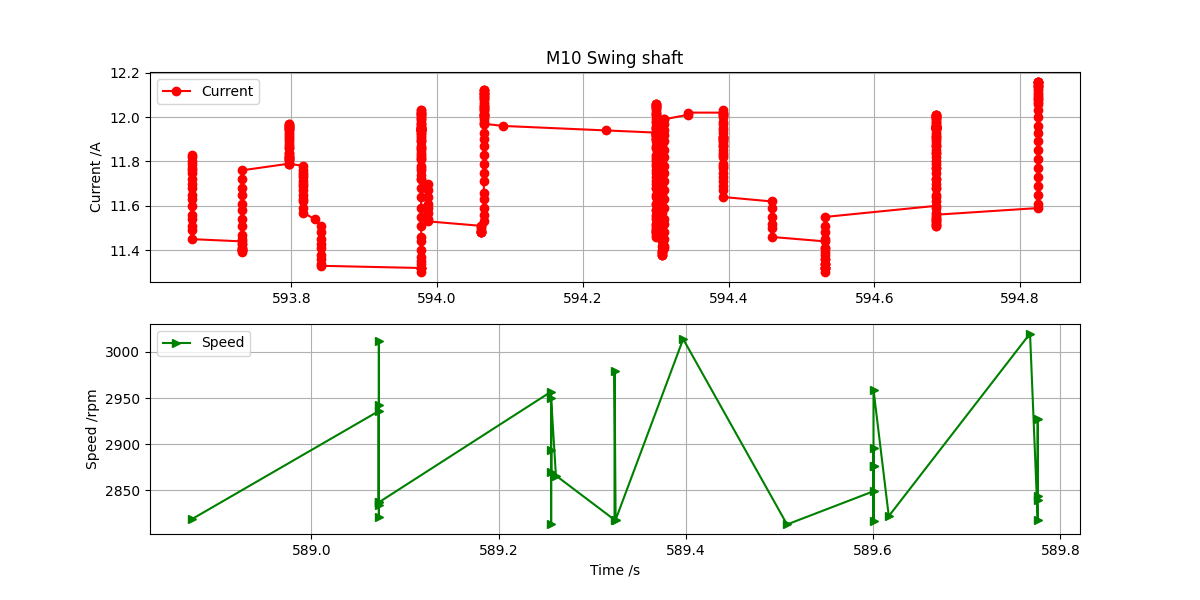 M10 Swing shaft
12.2
12.0
11.8
11.6
11.4
Current /A
Current
593.8 594.0 594.2 594.4 594.6 594.8
3000
2950
2900
2850
Speed /rpm
Speed
589.0 589.2 589.4 589.6 589.8
Time /s